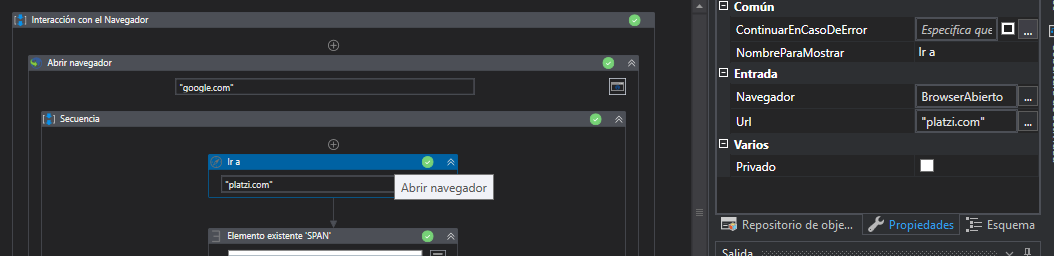 Interacción con el Navegador
Abrir navegador
"google.com"
Secuencia
Ir a
"platzi.com"
Abrir navegador
Elemento existente 'SPAN'
Común
ContinuarEnCasoDeError Especifica que ...
NombreParaMostrar Ir a
Entrada
Navegador BrowserAbierto ...
Url "platzi.com" ...
Varios
Privado
Repositorio de obje... Propiedades Esquema
Salida